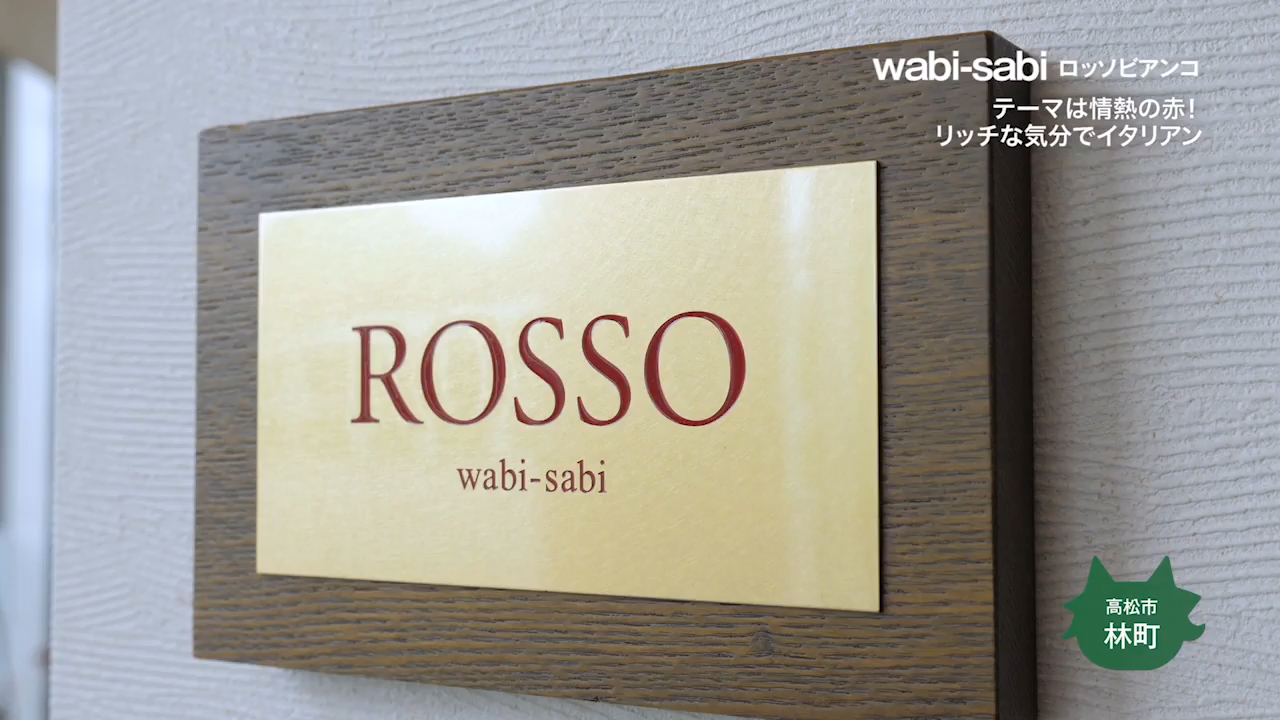 wabi-sabi ロッソビアンコ
テーマは情熱の赤!
リッチな気分でイタリアン
ROSSO
wabi-sabi
高松市
林町